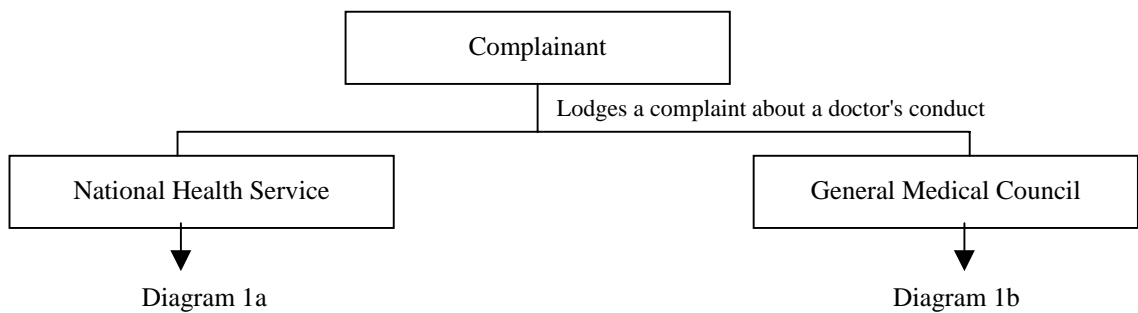 Complainant
Lodges a complaint about a doctor's conduct
National Health Service
General Medical Council
Diagram 1a
Diagram 1b